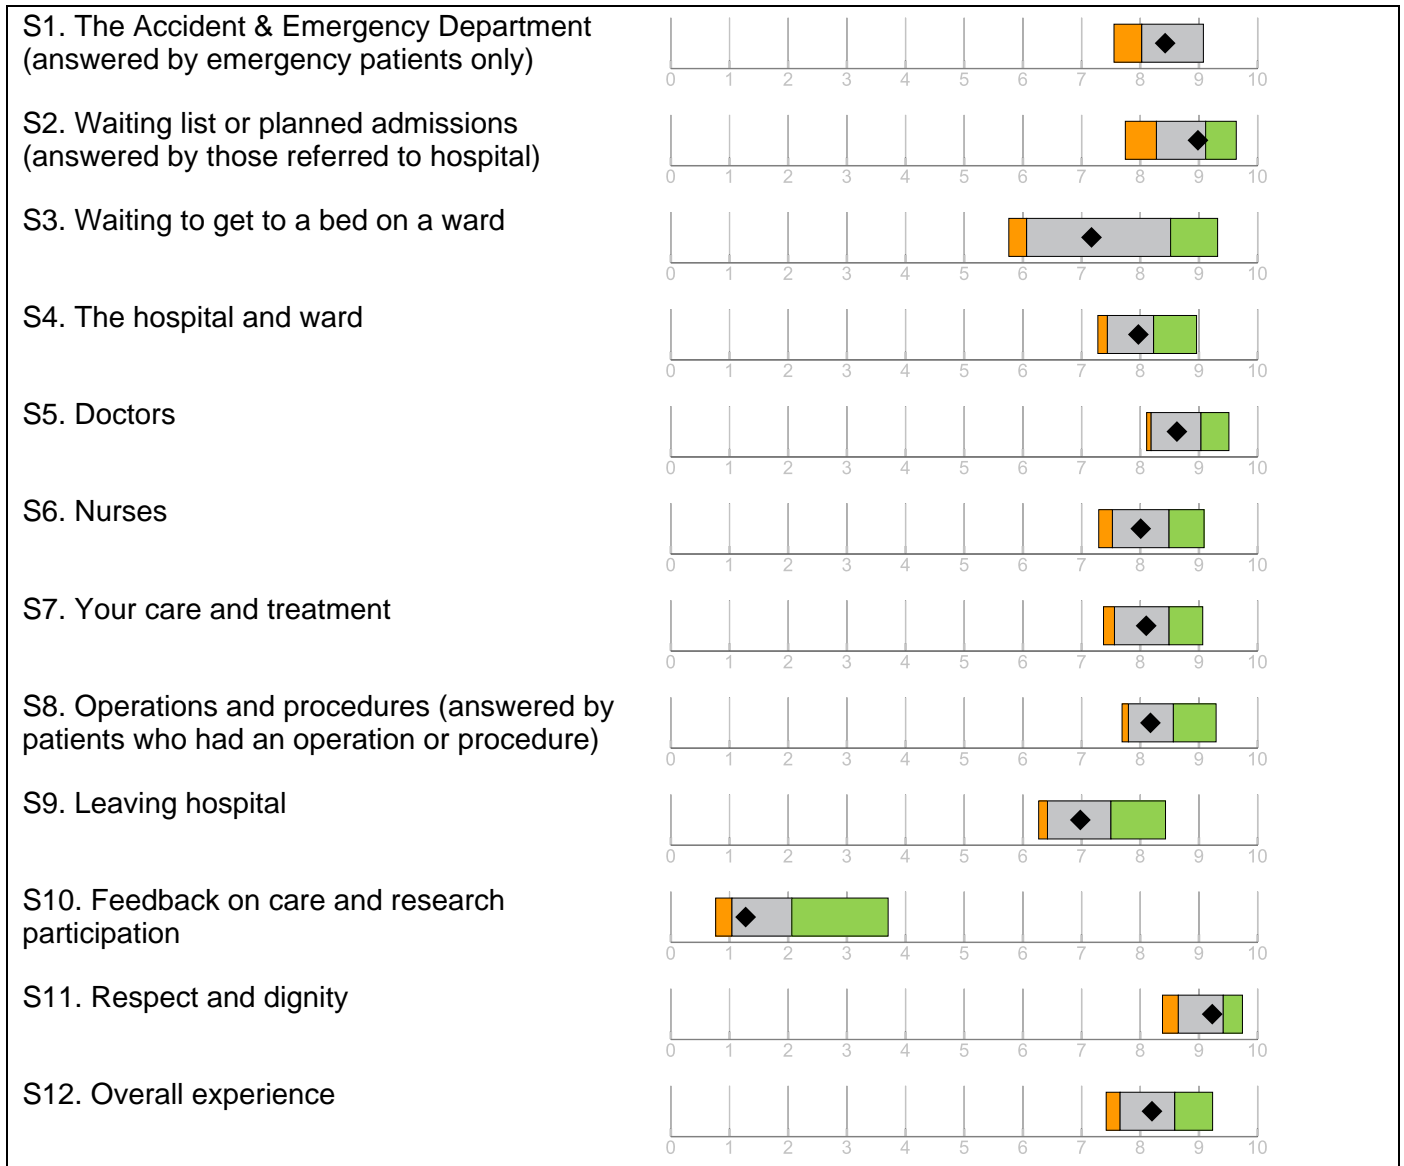 S1. The Accident & Emergency Department
(answered by emergency patients only)
0 1 2 3 4 5 6 7 8 9 10
S2. Waiting list or planned admissions
(answered by those referred to hospital)
0 1 2 3 4 5 6 7 8 9 10
S3. Waiting to get to a bed on a ward
0 1 2 3 4 5 6 7 8 9 10
S4. The hospital and ward
0 1 2 3 4 5 6 7 8 9 10
S5. Doctors
0 1 2 3 4 5 6 7 8 9 10
S6. Nurses
0 1 2 3 4 5 6 7 8 9 10
S7. Your care and treatment
0 1 2 3 4 5 6 7 8 9 10
S8. Operations and procedures (answered by
patients who had an operation or procedure)
0 1 2 3 4 5 6 7 8 9 10
S9. Leaving hospital
0 1 2 3 4 5 6 7 8 9 10
S10. Feedback on care and research
participation
0 1 2 3 4 5 6 7 8 9 10
S11. Respect and dignity
0 1 2 3 4 5 6 7 8 9 10
S12. Overall experience
0 1 2 3 4 5 6 7 8 9 10